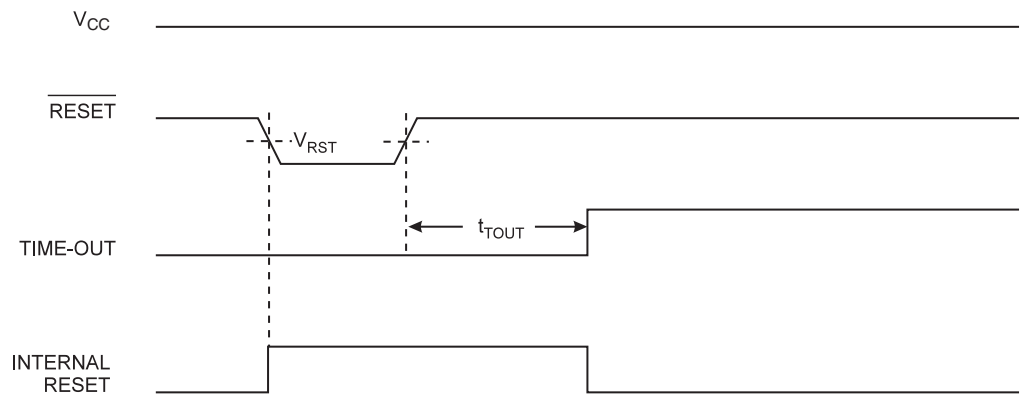 VCC
RESET
VRST
tTOUT
TIME-OUT
INTERNAL
RESET